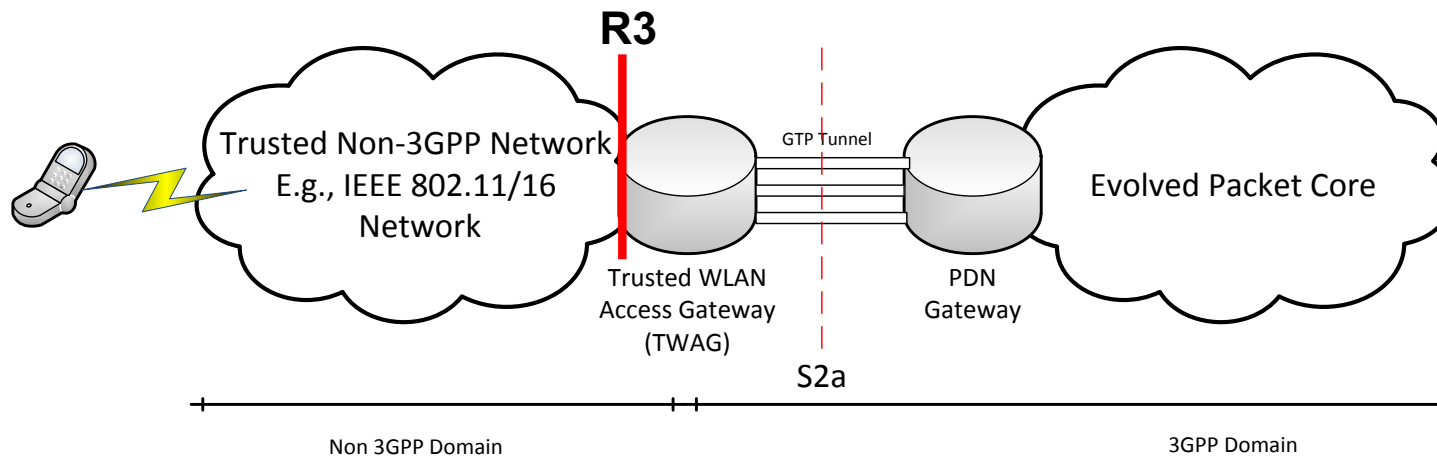 R3
Trusted Non-3GPP Network
E.g., IEEE 802.11/16
Network
GTP Tunnel
Evolved Packet Core
Trusted WLAN
Access Gateway
(TWAG)
PDN
Gateway
S2a
Non 3GPP Domain
3GPP Domain